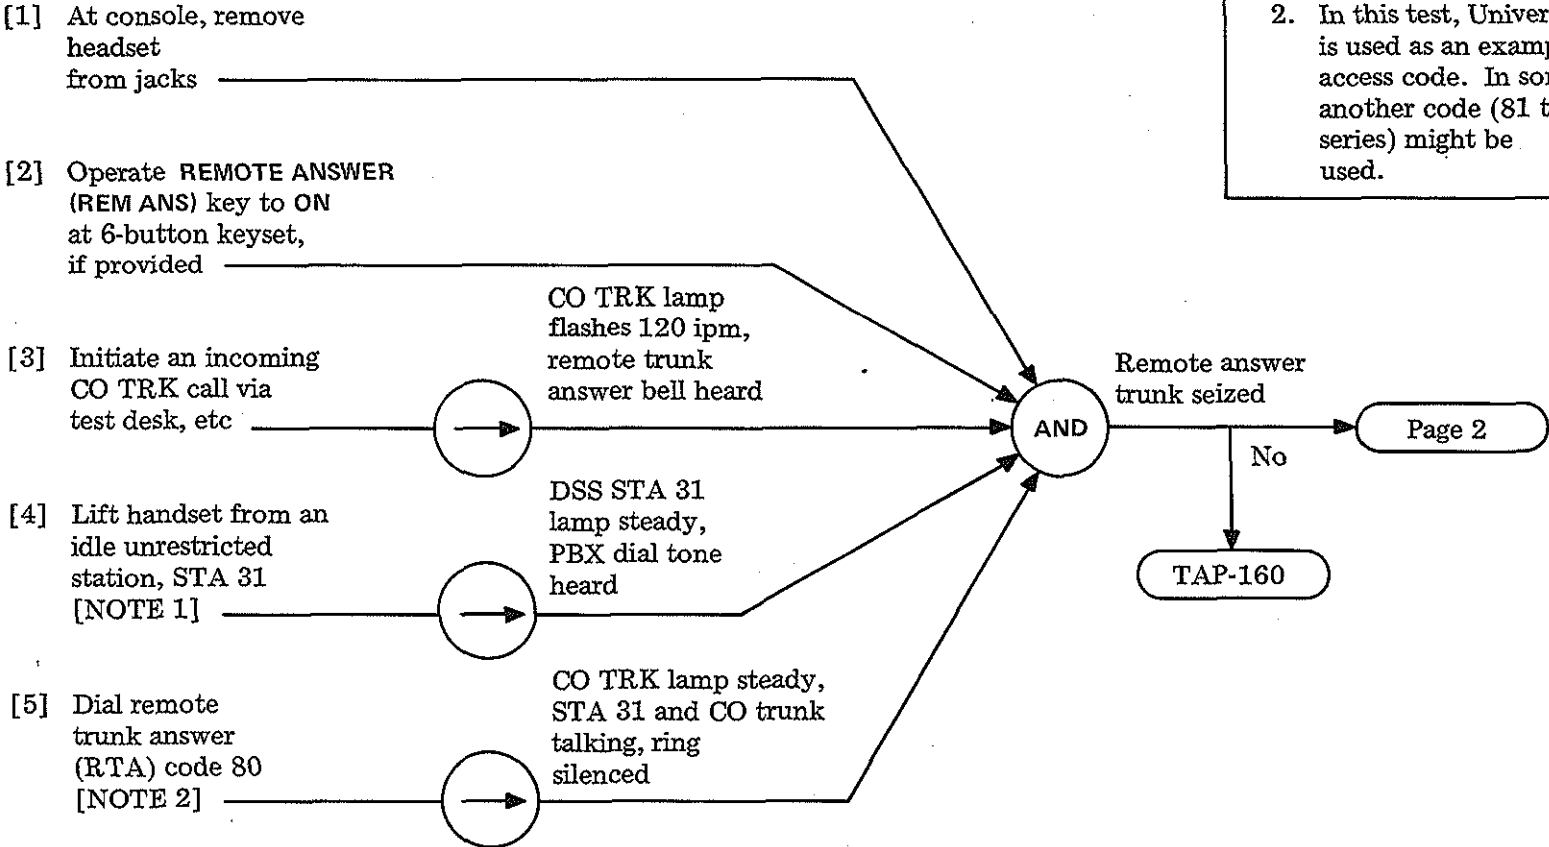 [1] At console, remove
headset
from jacks
[2] Operate REMOTE ANSWER
(REM ANS) key to ON
at 6-button keyset,
if provided
[3] Initiate an incoming
CO TRK call via
test desk, etc
CO TRK lamp
flashes 120 ipm,
remote trunk
answer bell heard
[4] Lift handset from an
idle unrestricted
station, STA 31
[NOTE 1]
DSS STA 31
lamp steady,
PBX dial tone
heard
[5] Dial remote
trunk answer
(RTA) code 80
[NOTE 2]
CO TRK lamp steady,
STA 31 and CO trunk
talking, ring
silenced
AND
Remote answer
trunk seized
Page 2
No
TAP-160
2. In this test, Univer
is used as an examp
access code. In so
another code (81 t
series) might be
used.